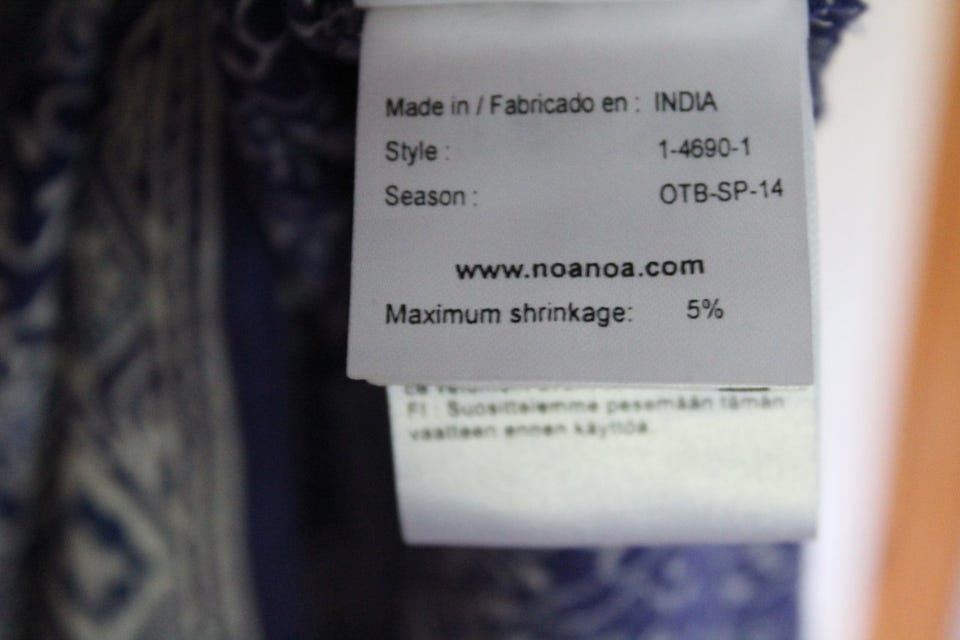 Made in / Fabricado en : INDIA
Style : 1-4690-1
Season : OTB-SP-14
www.noanoa.com
Maximum shrinkage: 5%
FI : Suosittelemme pesemään tämän
vaatteen ennen käyttöä.